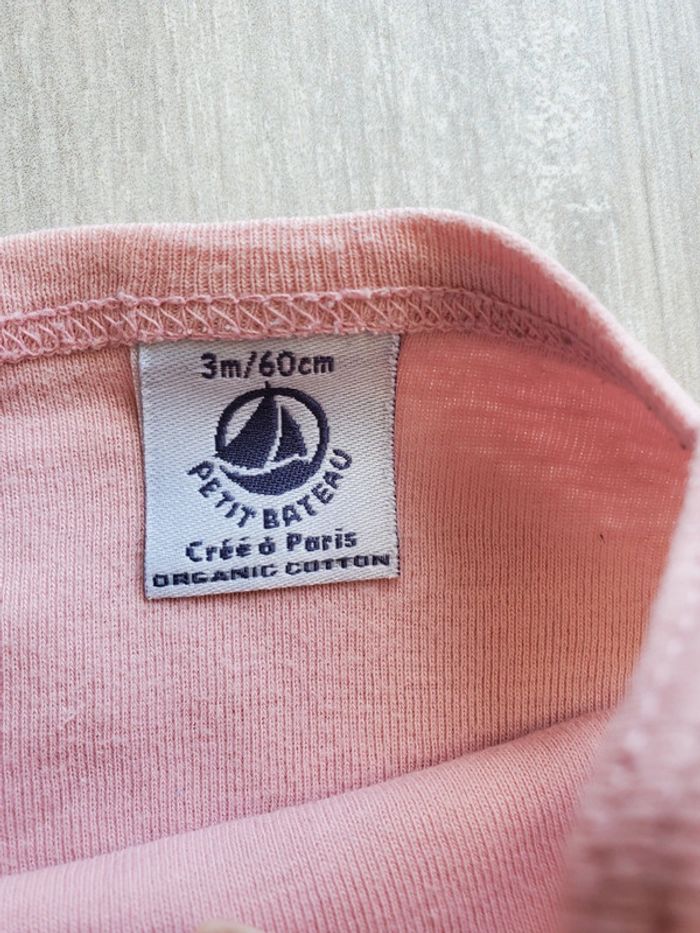 3m/60cm
PETIT BATEAU
Créé à Paris
ORGANIC COTTON